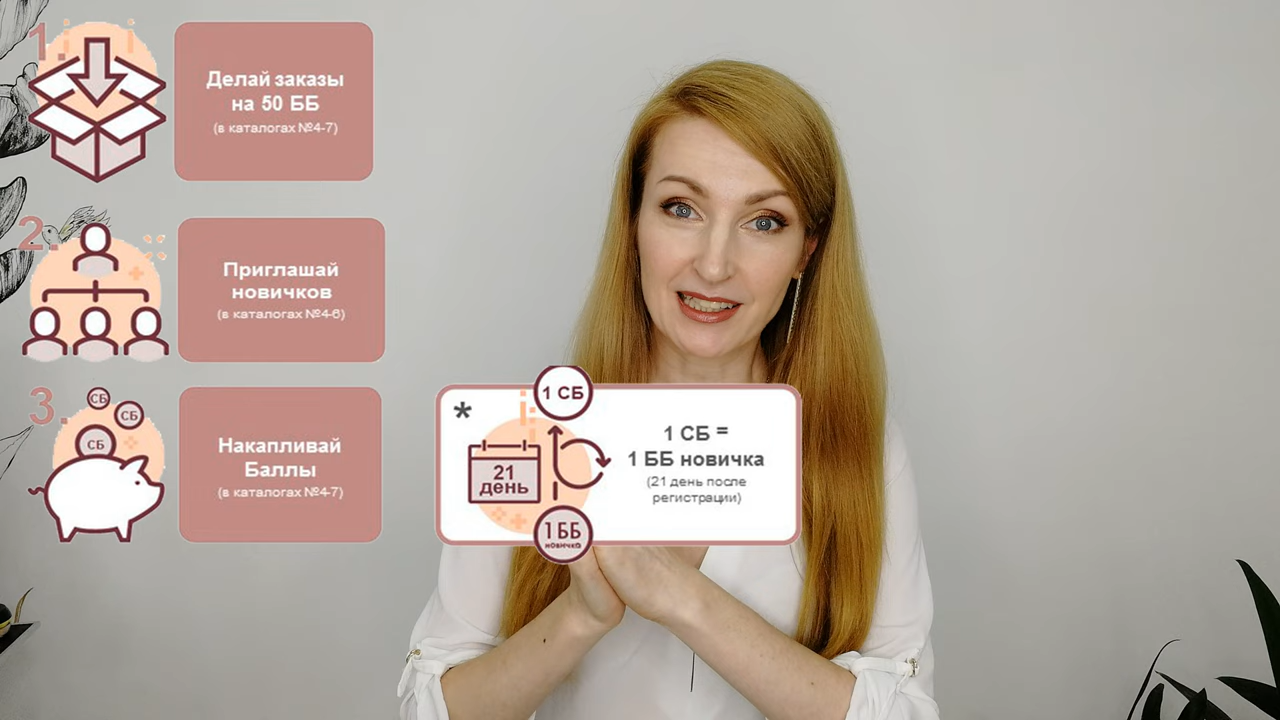 1.
Делай заказы
на 50 ББ
(в каталогах №4-7)
2.
Приглашай
новичков
(в каталогах №4-6)
3.
СБ
СБ
СБ
Накапливай
Баллы
(в каталогах №4-7)
*
1 СБ
21
день
1 ББ
новичка
1 СБ =
1 ББ новичка
(21 день после
регистрации)